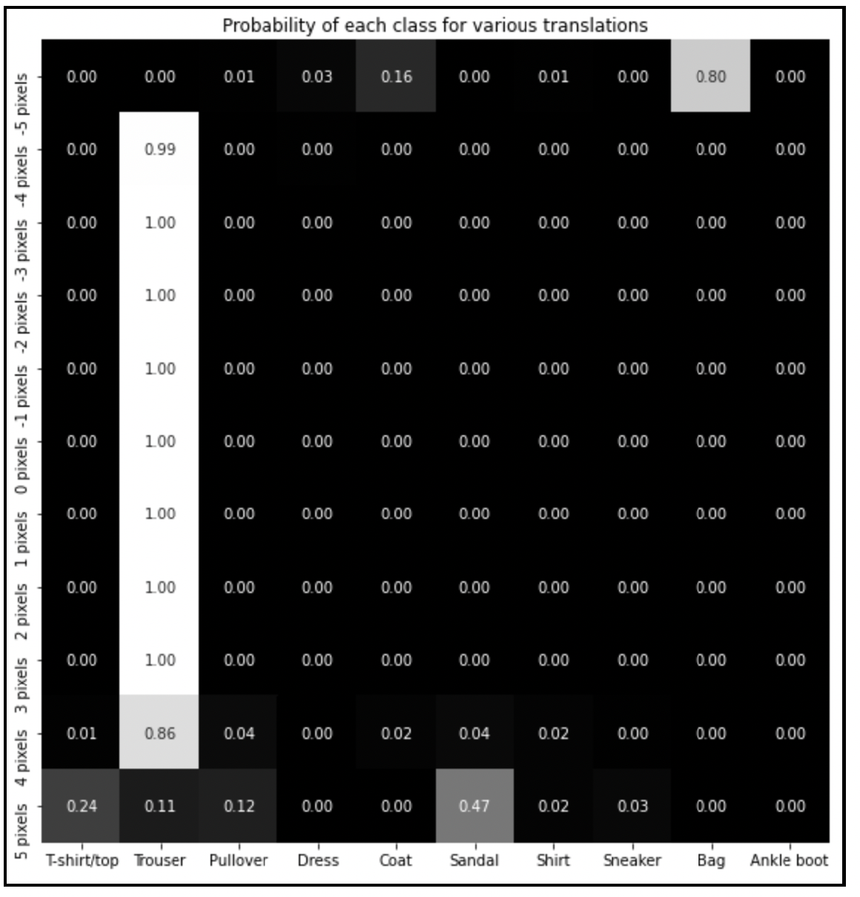 Probability of each class for various translations
-5 pixels 0.00 0.00 0.01 0.03 0.16 0.00 0.01 0.00 0.80 0.00
-4 pixels 0.00 0.99 0.00 0.00 0.00 0.00 0.00 0.00 0.00 0.00
-3 pixels 0.00 1.00 0.00 0.00 0.00 0.00 0.00 0.00 0.00 0.00
-2 pixels 0.00 1.00 0.00 0.00 0.00 0.00 0.00 0.00 0.00 0.00
-1 pixels 0.00 1.00 0.00 0.00 0.00 0.00 0.00 0.00 0.00 0.00
0 pixels 0.00 1.00 0.00 0.00 0.00 0.00 0.00 0.00 0.00 0.00
1 pixels 0.00 1.00 0.00 0.00 0.00 0.00 0.00 0.00 0.00 0.00
2 pixels 0.00 1.00 0.00 0.00 0.00 0.00 0.00 0.00 0.00 0.00
3 pixels 0.00 1.00 0.00 0.00 0.00 0.00 0.00 0.00 0.00 0.00
4 pixels 0.01 0.86 0.04 0.00 0.02 0.04 0.02 0.00 0.00 0.00
5 pixels 0.24 0.11 0.12 0.00 0.00 0.47 0.02 0.03 0.00 0.00
T-shirt/top Trouser Pullover Dress Coat Sandal Shirt Sneaker Bag Ankle boot